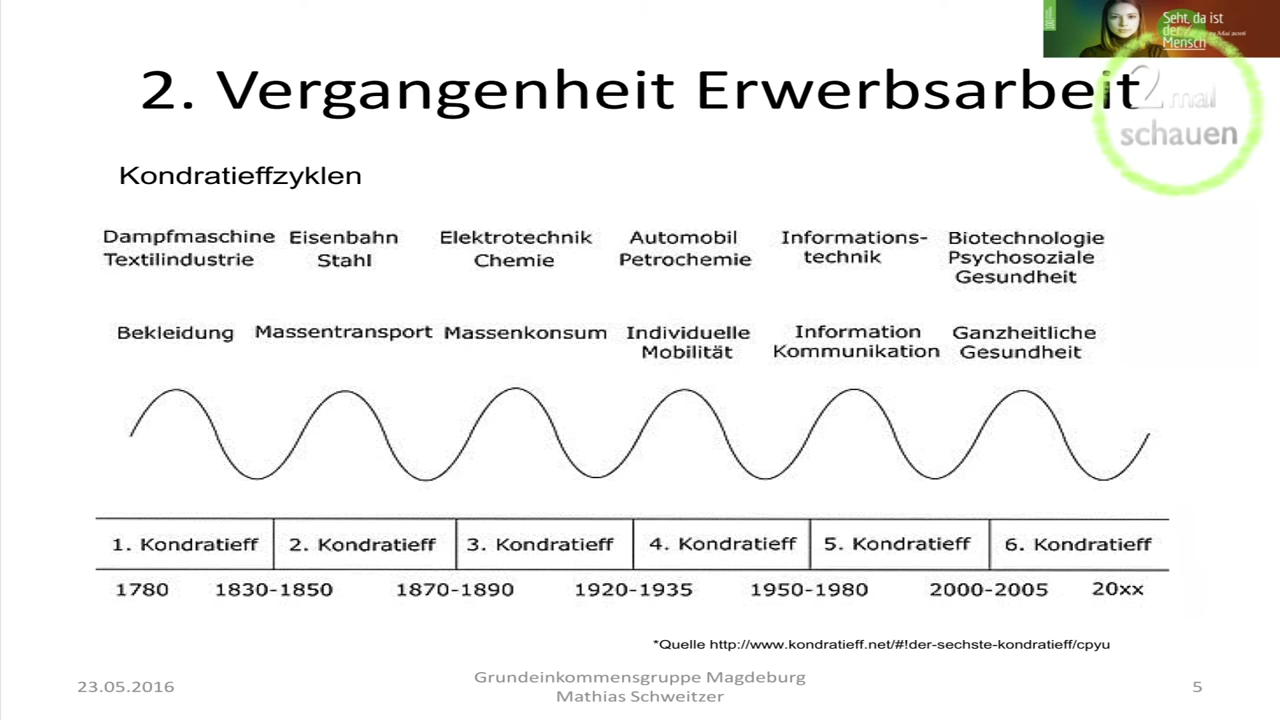 Seht, da ist
der
Mensch
2. Vergangenheit Erwerbsarbeit
2 mal
schauen
Kondratieffzyklen
Dampfmaschine Eisenbahn Elektrotechnik Automobil Informations- Biotechnologie
Textilindustrie Stahl Chemie Petrochemie technik Psychosoziale
Gesundheit
Bekleidung Massentransport Massenkonsum Individuelle Information Ganzheitliche
Mobilität Kommunikation Gesundheit
1. Kondratieff 2. Kondratieff 3. Kondratieff 4. Kondratieff 5. Kondratieff 6. Kondratieff
1780 1830-1850 1870-1890 1920-1935 1950-1980 2000-2005 20xx
*Quelle http://www.kondratieff.net/#!der-sechste-kondratieff/cpyu
23.05.2016 Grundeinkommensgruppe Magdeburg 5
Mathias Schweitzer